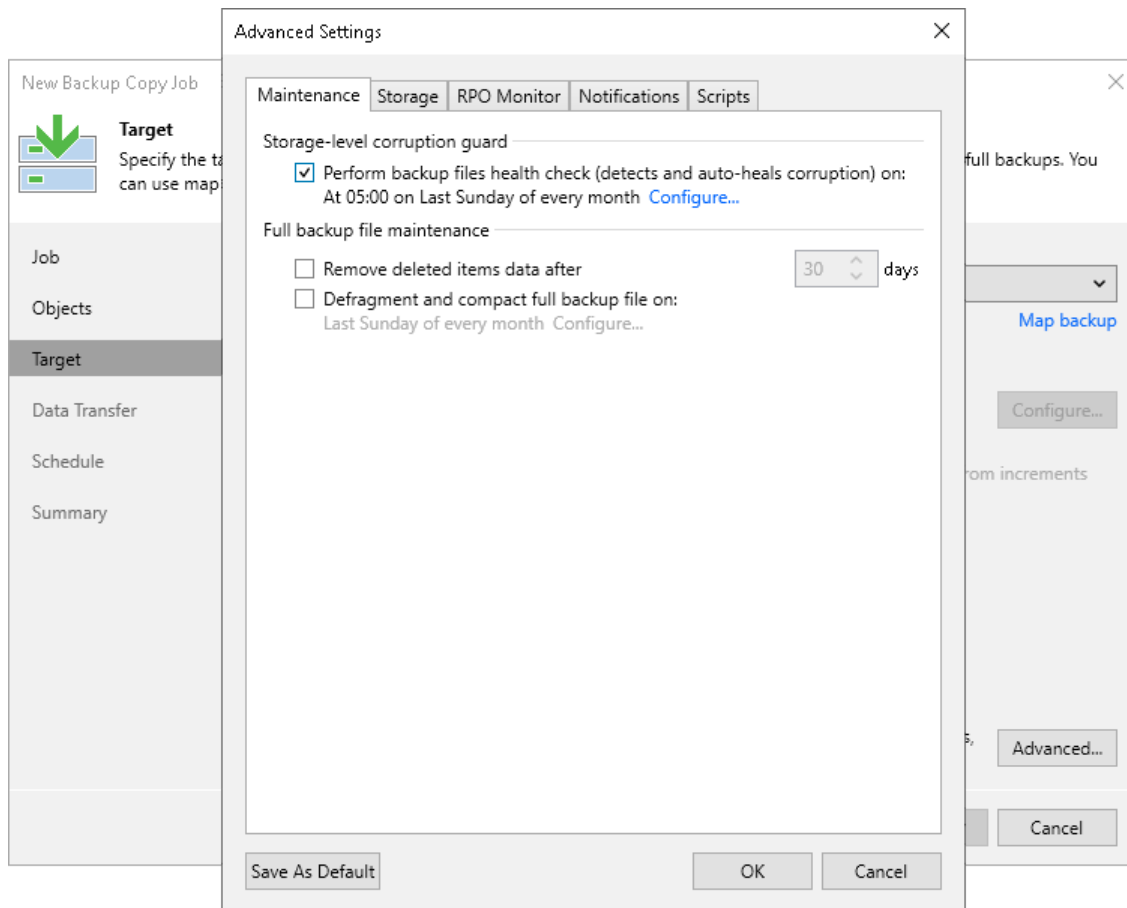 Advanced Settings
New Backup Copy Job
Target
Specify the ta
full backups. You
can use map
Job
Objects
Target
Data Transfer
Schedule
Summary
Maintenance Storage RPO Monitor Notifications Scripts
Storage-level corruption guard
Perform backup files health check (detects and auto-heals corruption) on:
At 05:00 on Last Sunday of every month Configure...
Full backup file maintenance
Remove deleted items data after 30 days
Defragment and compact full backup file on:
Last Sunday of every month Configure...
Map backup
Configure...
rom increments
s,
Advanced...
Cancel
Save As Default OK Cancel